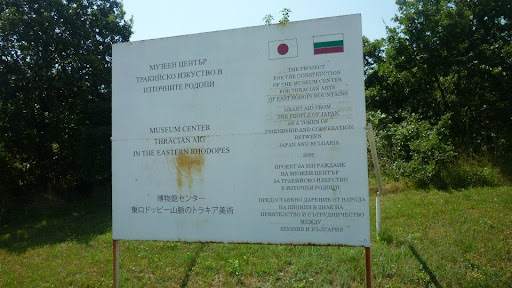 МУЗЕЕН ЦЕНТЪР
ТРАКИЙСКО ИЗКУСТВО В
ИЗТОЧНИТЕ РОДОПИ
MUSEUM CENTER
THRACIAN ART
IN THE EASTERN RHODOPES
博物館センター
東ロドッピー山脈のトラキア美術
THE PROJECT
FOR THE CONSTRUCTION
OF THE MUSEUM CENTER
FOR THRACIAN ARTS
OF EAST RODOPI MOUNTAINS
GRANT AID FROM
THE PEOPLE OF JAPAN
AS A TOKEN OF
FRIENDSHIP AND COOPERATION
BETWEEN
JAPAN AND BULGARIA
ПРОЕКТ ЗА ИЗГРАЖДАНЕ
НА МУЗЕЕН ЦЕНТЪР
ЗА ТРАКИЙСКО ИЗКУСТВО
В ИЗТОЧНИ РОДОПИ
ПРЕДОСТАВЕНО ДАРЕНИЕ ОТ НАРОДА
НА ЯПОНИЯ В ЗНАК НА
ПРИЯТЕЛСТВО И СЪТРУДНИЧЕСТВО
МЕЖДУ
ЯПОНИЯ И БЪЛГАРИЯ